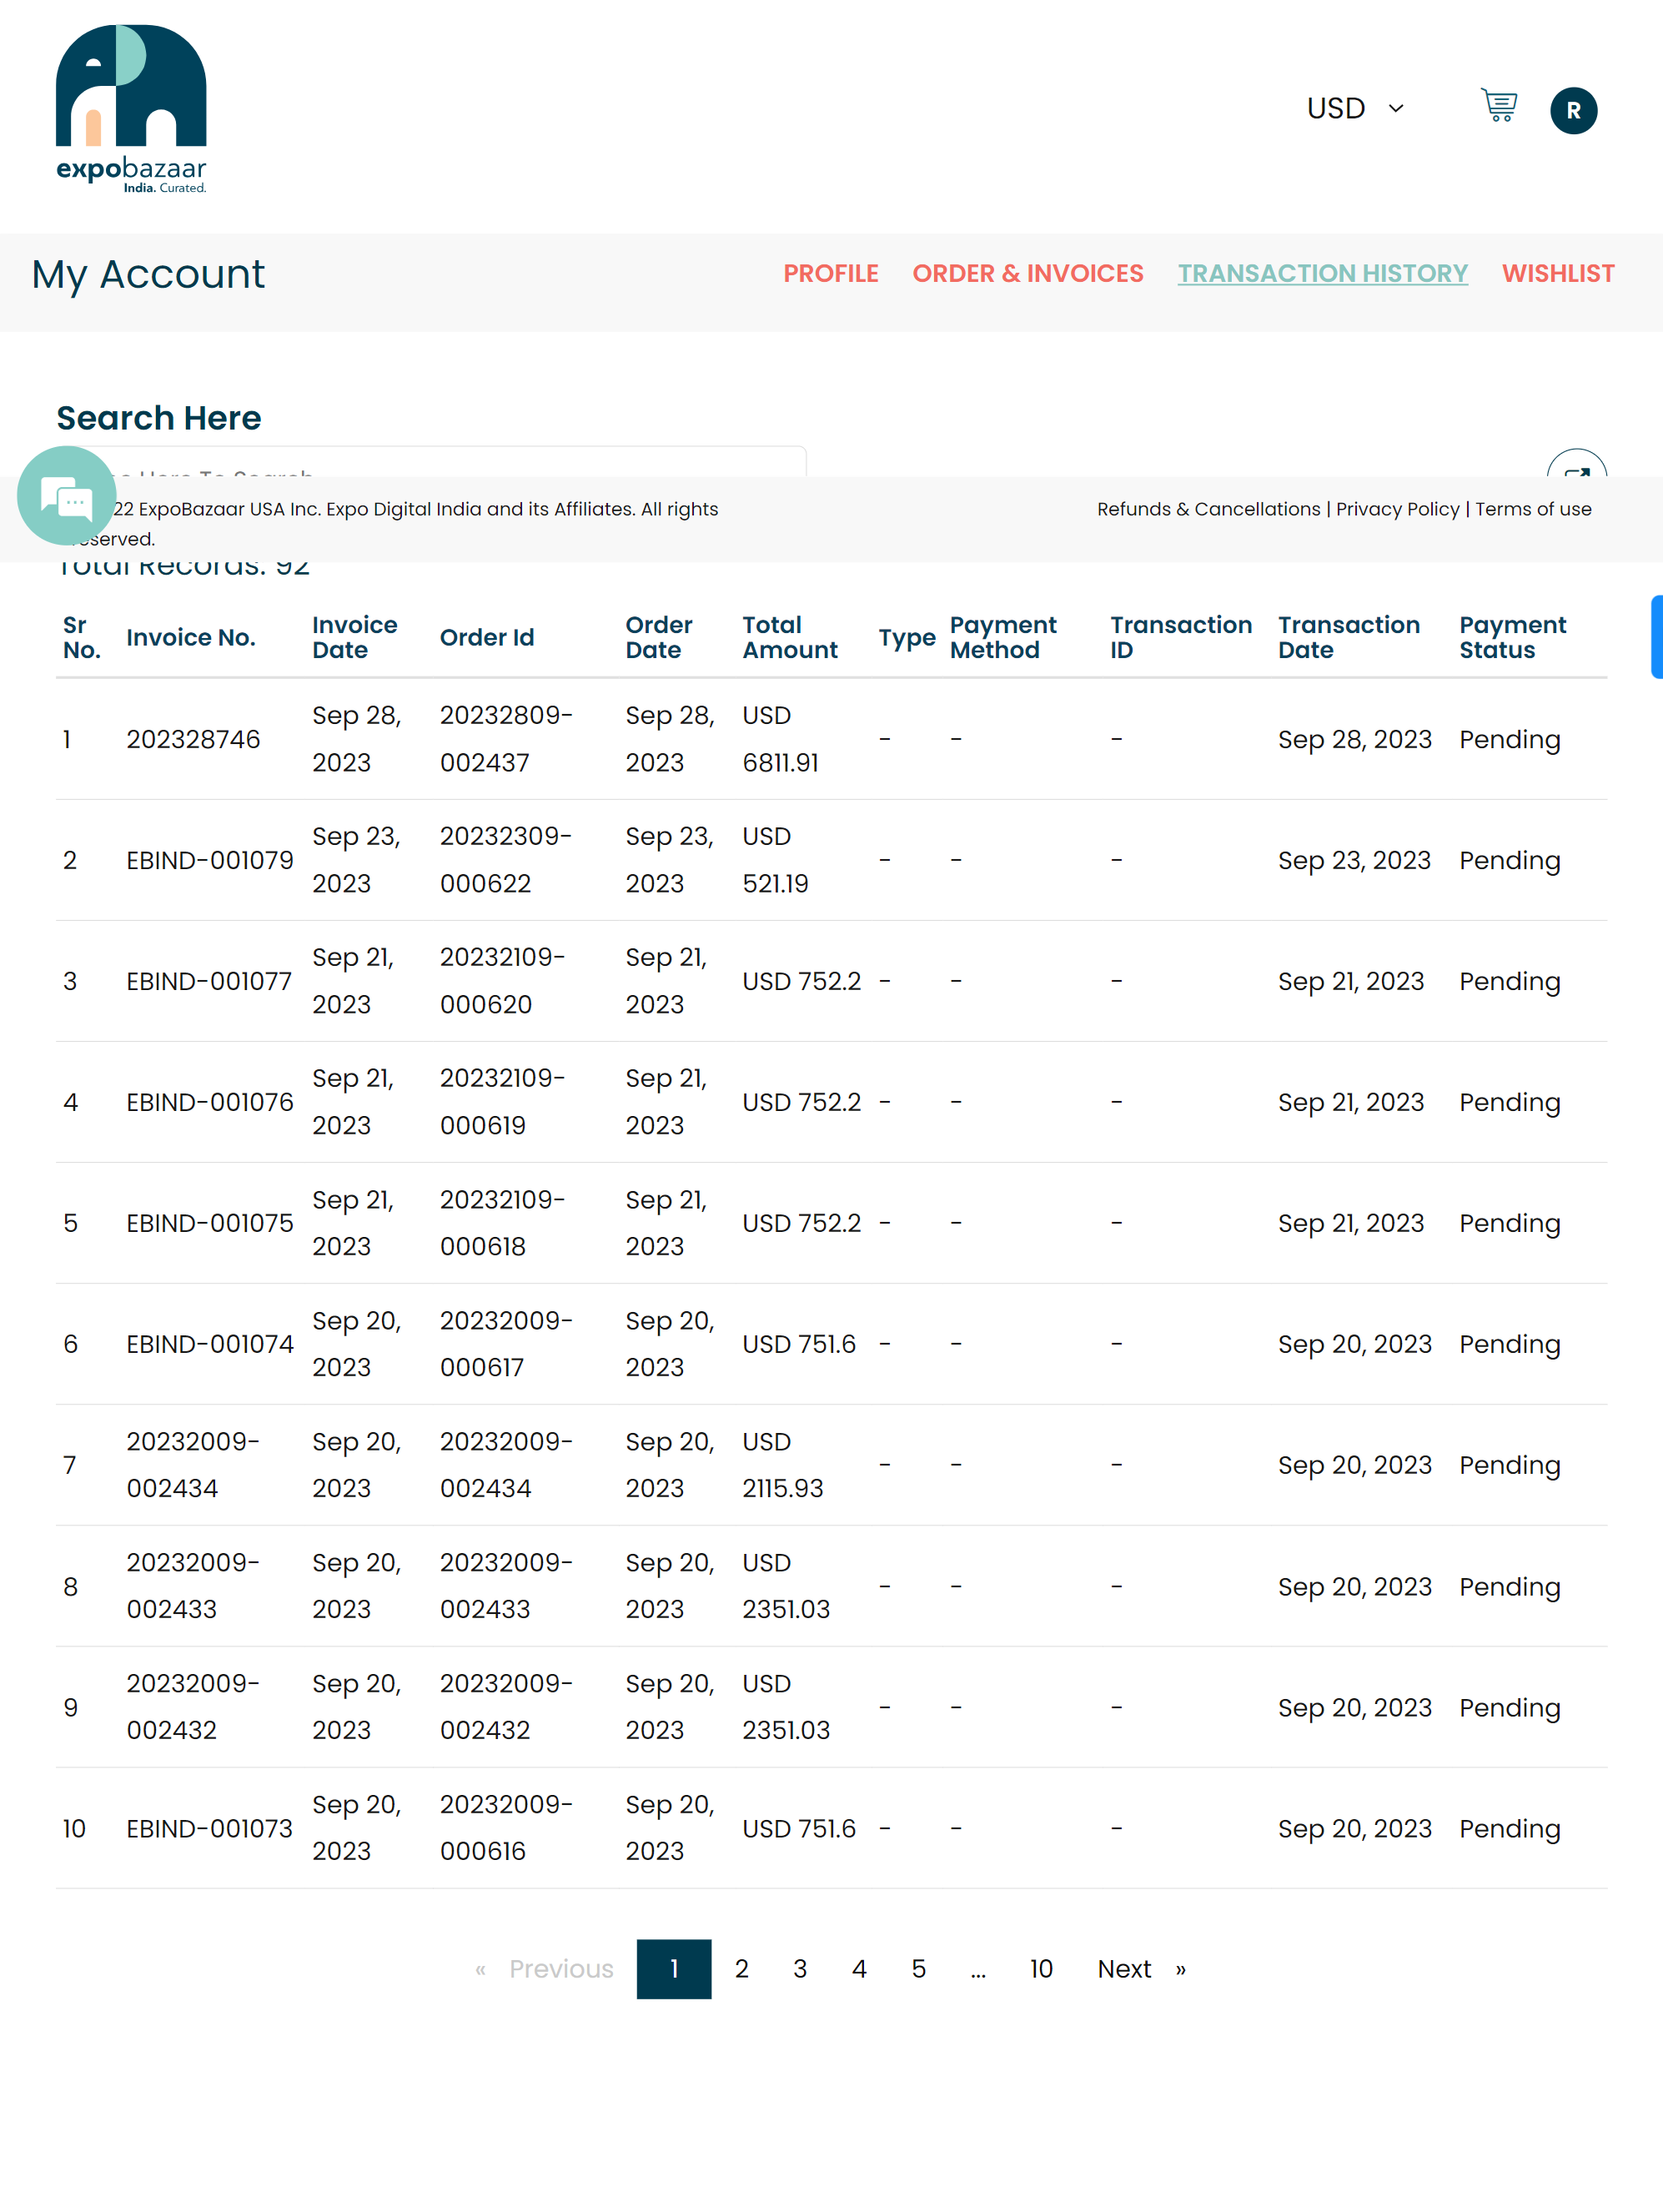 expobazaar
India. Curated.
USD
R
My Account
PROFILE ORDER & INVOICES TRANSACTION HISTORY WISHLIST
Search Here
Here To Search
22 ExpoBazaar USA Inc. Expo Digital India and its Affiliates. All rights
Refunds & Cancellations | Privacy Policy | Terms of use
Total Records: 92
Sr No. Invoice No. Invoice Date Order Id Order Date Total Amount Type Payment Method Transaction ID Transaction Date Payment Status
1 202328746 Sep 28, 2023 20232809-002437 Sep 28, 2023 USD 6811.91 - - - Sep 28, 2023 Pending
2 EBIND-001079 Sep 23, 2023 20232309-000622 Sep 23, 2023 USD 521.19 - - - Sep 23, 2023 Pending
3 EBIND-001077 Sep 21, 2023 20232109-000620 Sep 21, 2023 USD 752.2 - - - Sep 21, 2023 Pending
4 EBIND-001076 Sep 21, 2023 20232109-000619 Sep 21, 2023 USD 752.2 - - - Sep 21, 2023 Pending
5 EBIND-001075 Sep 21, 2023 20232109-000618 Sep 21, 2023 USD 752.2 - - - Sep 21, 2023 Pending
6 EBIND-001074 Sep 20, 2023 20232009-000617 Sep 20, 2023 USD 751.6 - - - Sep 20, 2023 Pending
7 20232009-002434 Sep 20, 2023 20232009-002434 Sep 20, 2023 USD 2115.93 - - - Sep 20, 2023 Pending
8 20232009-002433 Sep 20, 2023 20232009-002433 Sep 20, 2023 USD 2351.03 - - - Sep 20, 2023 Pending
9 20232009-002432 Sep 20, 2023 20232009-002432 Sep 20, 2023 USD 2351.03 - - - Sep 20, 2023 Pending
10 EBIND-001073 Sep 20, 2023 20232009-000616 Sep 20, 2023 USD 751.6 - - - Sep 20, 2023 Pending
« Previous 1 2 3 4 5 ... 10 Next »